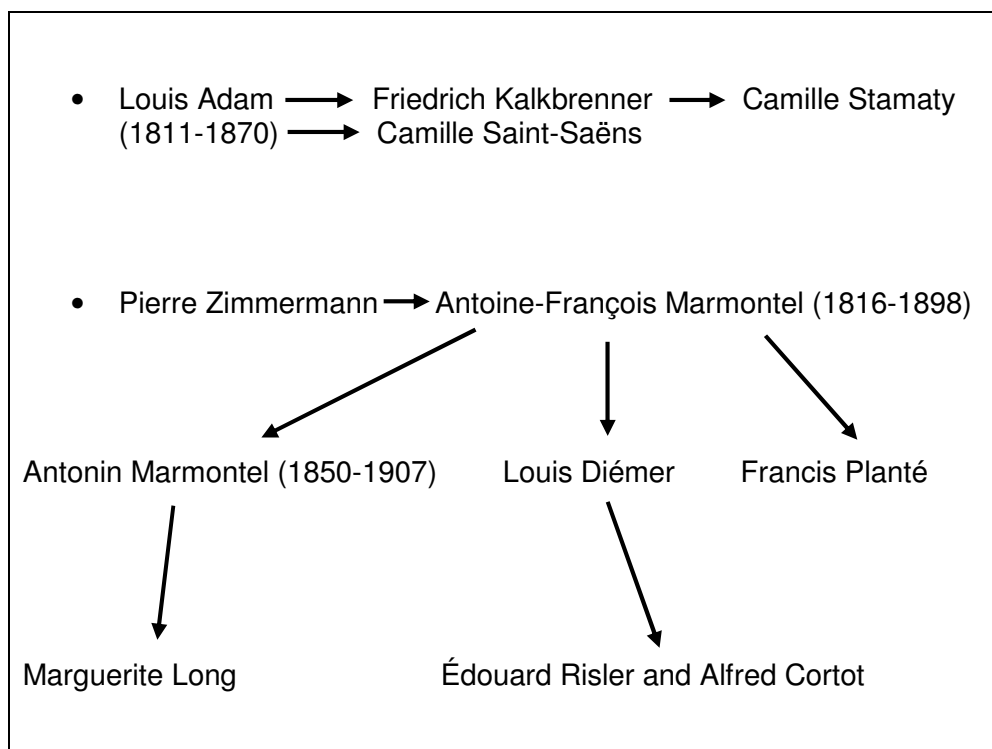 • Louis Adam → Friedrich Kalkbrenner → Camille Stamaty
(1811-1870) → Camille Saint-Saëns
• Pierre Zimmermann → Antoine-François Marmontel (1816-1898)
Antonin Marmontel (1850-1907) Louis Diémer Francis Planté
Marguerite Long Édouard Risler and Alfred Cortot